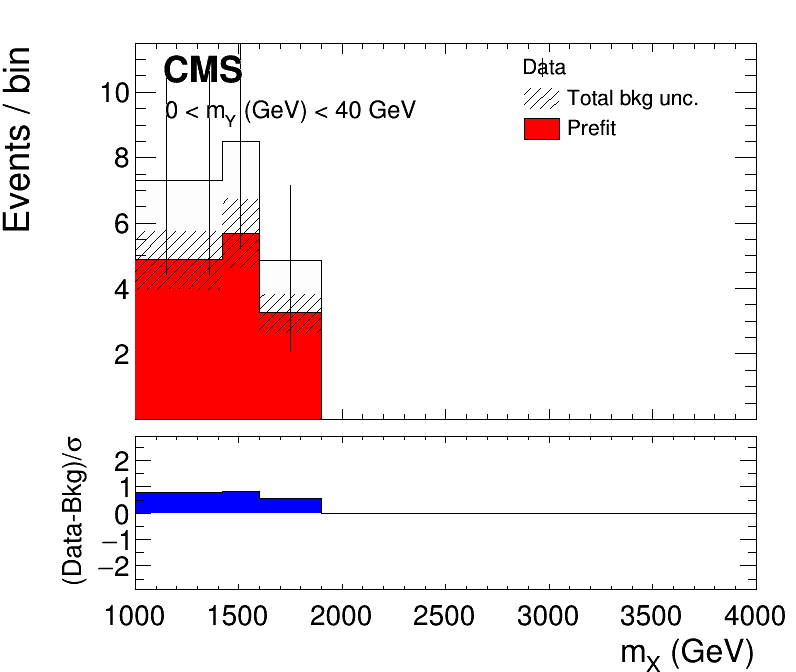 CMS
0 < mY (GeV) < 40 GeV
Data
Total bkg unc.
Prefit
Events / bin
10
8
6
4
2
(Data-Bkg)/σ
2
1
0
−1
−2
1000 1500 2000 2500 3000 3500 4000
mX (GeV)